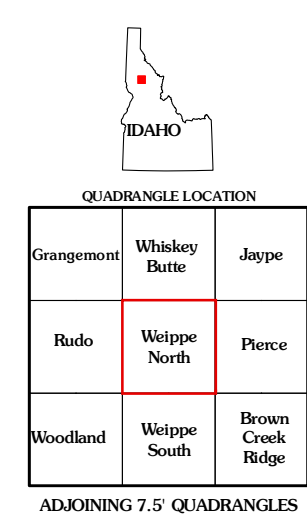 IDAHO
QUADRANGLE LOCATION
Grangemont
Whiskey
Butte
Jaype
Rudo
Weippe
North
Pierce
Woodland
Weippe
South
Brown
Creek
Ridge
ADJOINING 7.5' QUADRANGLES